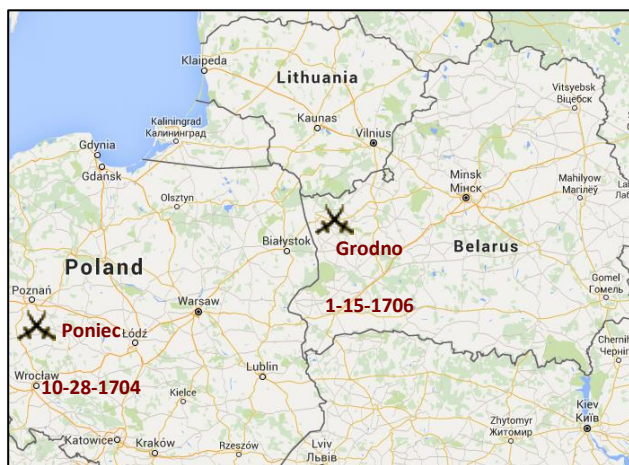 Klaipeda
Lithuania
Kaunas
Vilnius
Vitsyebsk
Віцебск
Kaliningrad
Калининград
Gdynia
Gdańsk
Olsztyn
Minsk
Мінск
Mahilyow
Магілёў
Białystok
Grodno
Belarus
Poland
Poznań
Warsaw
1-15-1706
Gomel
Гомель
Poniec
Łódź
Wrocław
10-28-1704
Lublin
Kielce
Katowice
Kraków
Rzeszów
Lviv
Львів
Zhytomyr
Житомир
Kiev
Київ